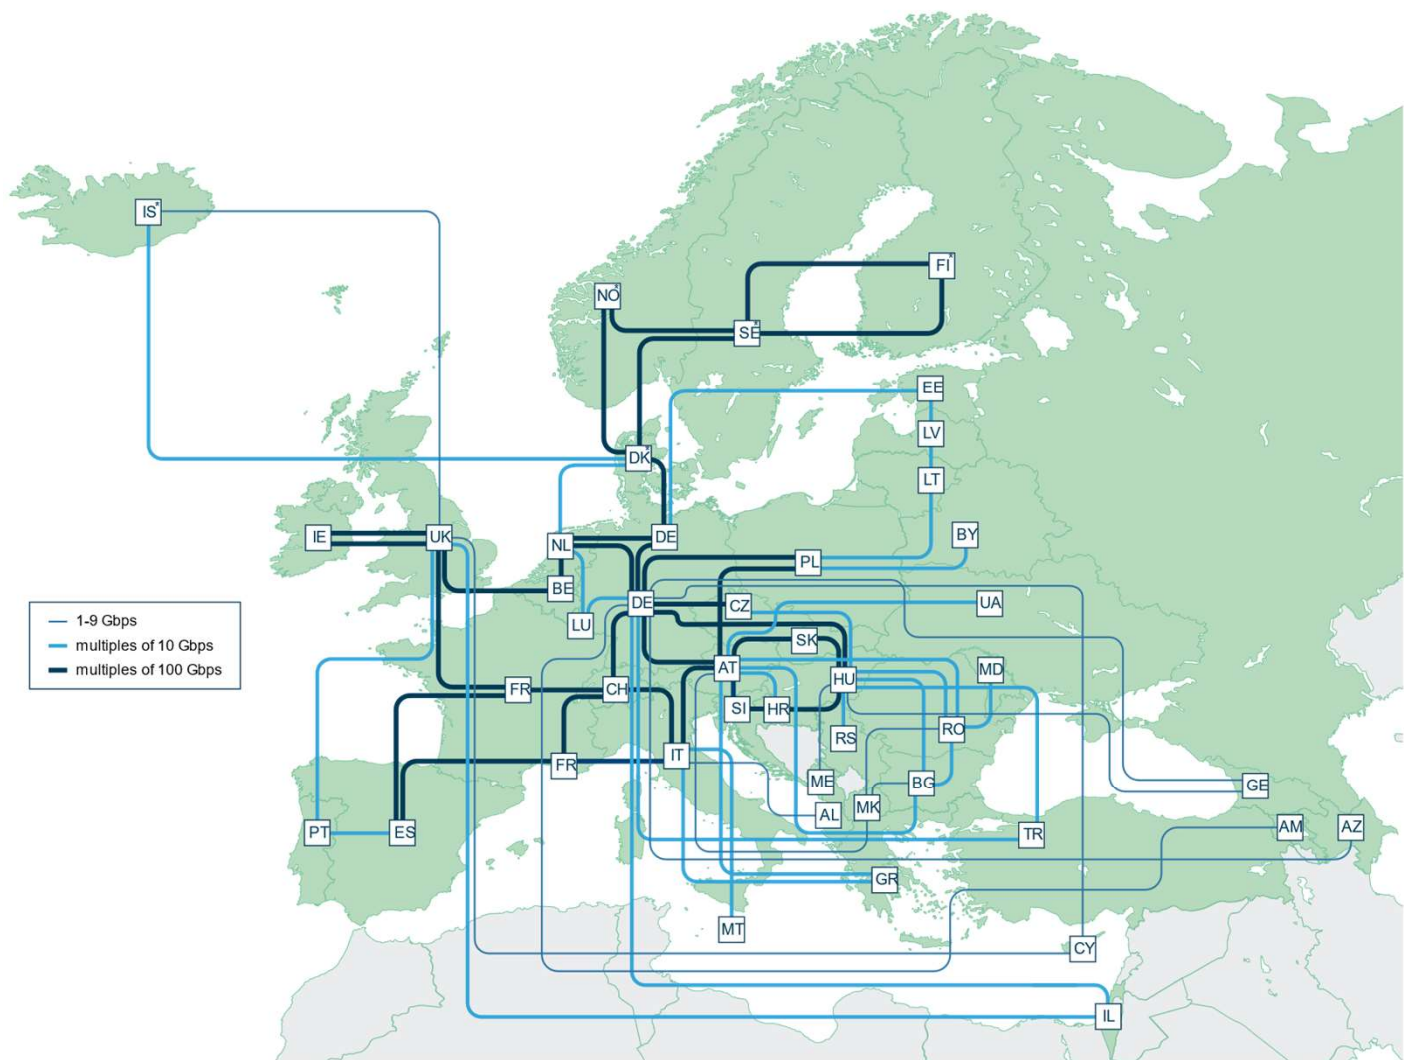 IS*
FI*
NO*
SE*
EE
LV
DK*
LT
IE
UK
NL
DE
BY
PL
BE
DE
CZ
UA
LU
SK
AT
MD
HU
FR
CH
SI
HR
RO
RS
IT
FR
ME
BG
GE
MK
AL
PT
ES
TR
AM
AZ
GR
MT
CY
IL
1-9 Gbps
multiples of 10 Gbps
multiples of 100 Gbps